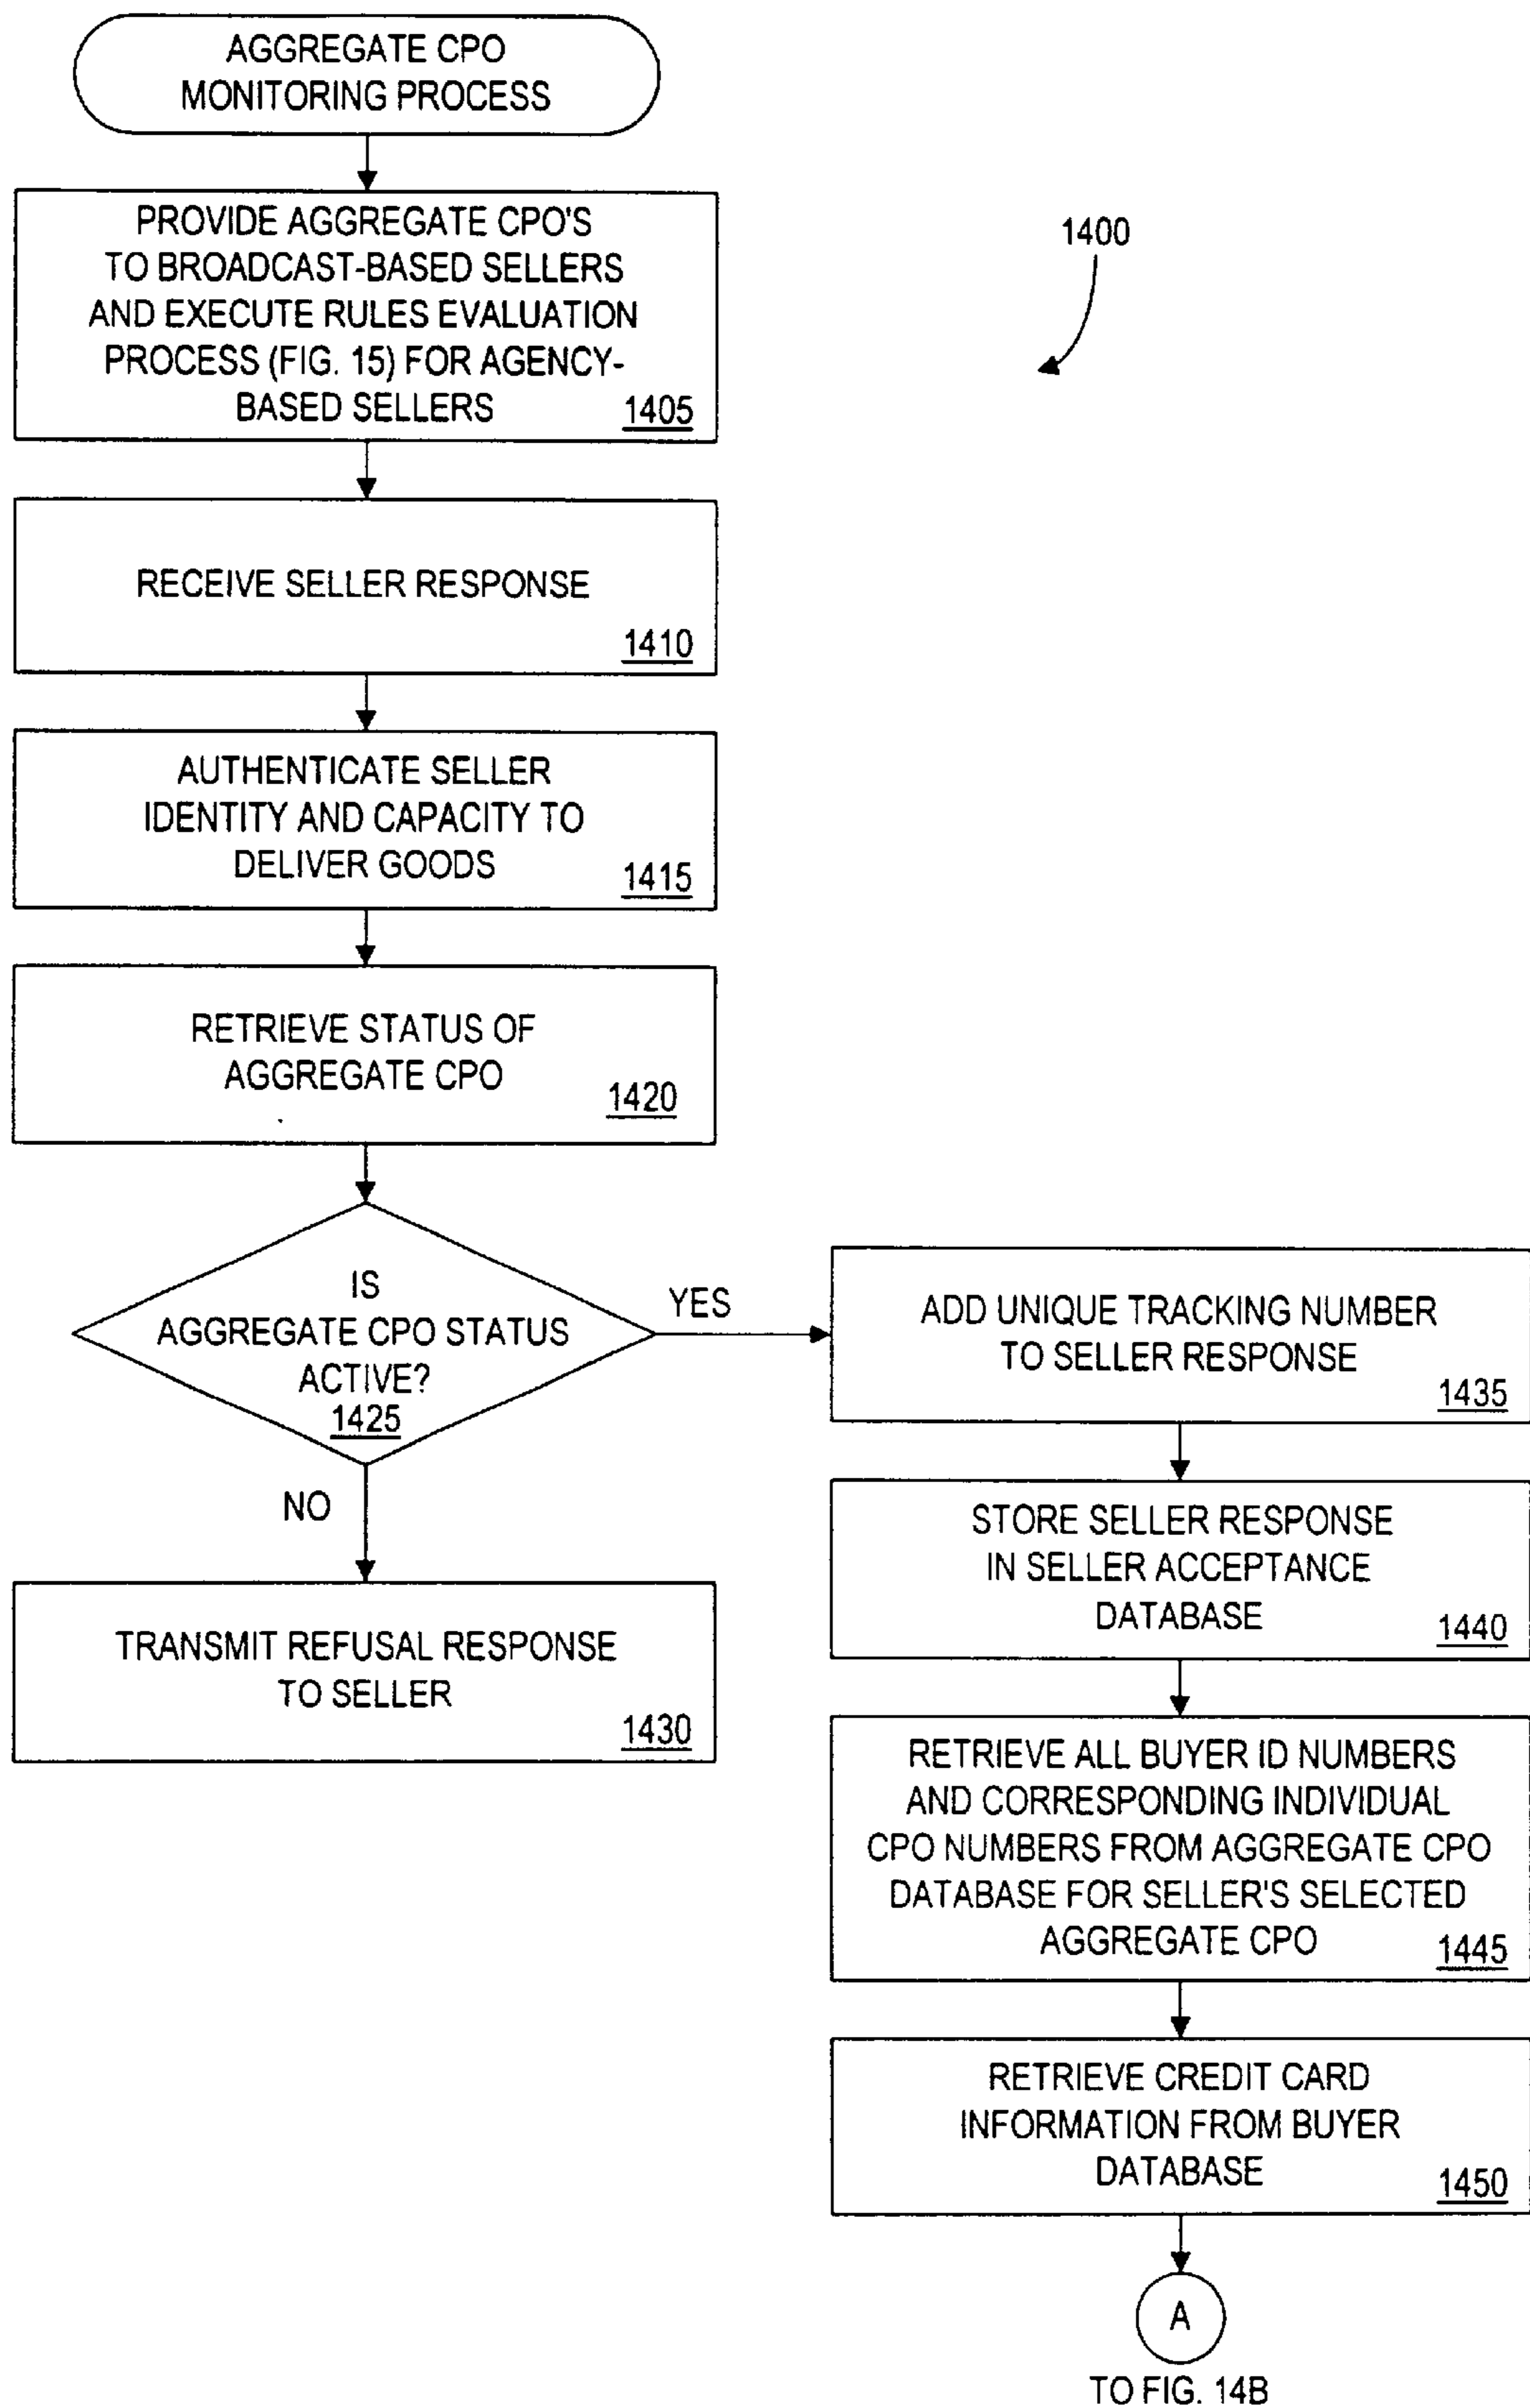 AGGREGATE CPO
MONITORING PROCESS
PROVIDE AGGREGATE CPO'S
TO BROADCAST-BASED SELLERS
AND EXECUTE RULES EVALUATION
PROCESS (FIG. 15) FOR AGENCY-
BASED SELLERS
1405
1400
RECEIVE SELLER RESPONSE
1410
AUTHENTICATE SELLER
IDENTITY AND CAPACITY TO
DELIVER GOODS
1415
RETRIEVE STATUS OF
AGGREGATE CPO
1420
IS
AGGREGATE CPO STATUS
ACTIVE?
1425
YES
NO
TRANSMIT REFUSAL RESPONSE
TO SELLER
1430
ADD UNIQUE TRACKING NUMBER
TO SELLER RESPONSE
1435
STORE SELLER RESPONSE
IN SELLER ACCEPTANCE
DATABASE
1440
RETRIEVE ALL BUYER ID NUMBERS
AND CORRESPONDING INDIVIDUAL
CPO NUMBERS FROM AGGREGATE CPO
DATABASE FOR SELLER'S SELECTED
AGGREGATE CPO
1445
RETRIEVE CREDIT CARD
INFORMATION FROM BUYER
DATABASE
1450
A
TO FIG. 14B